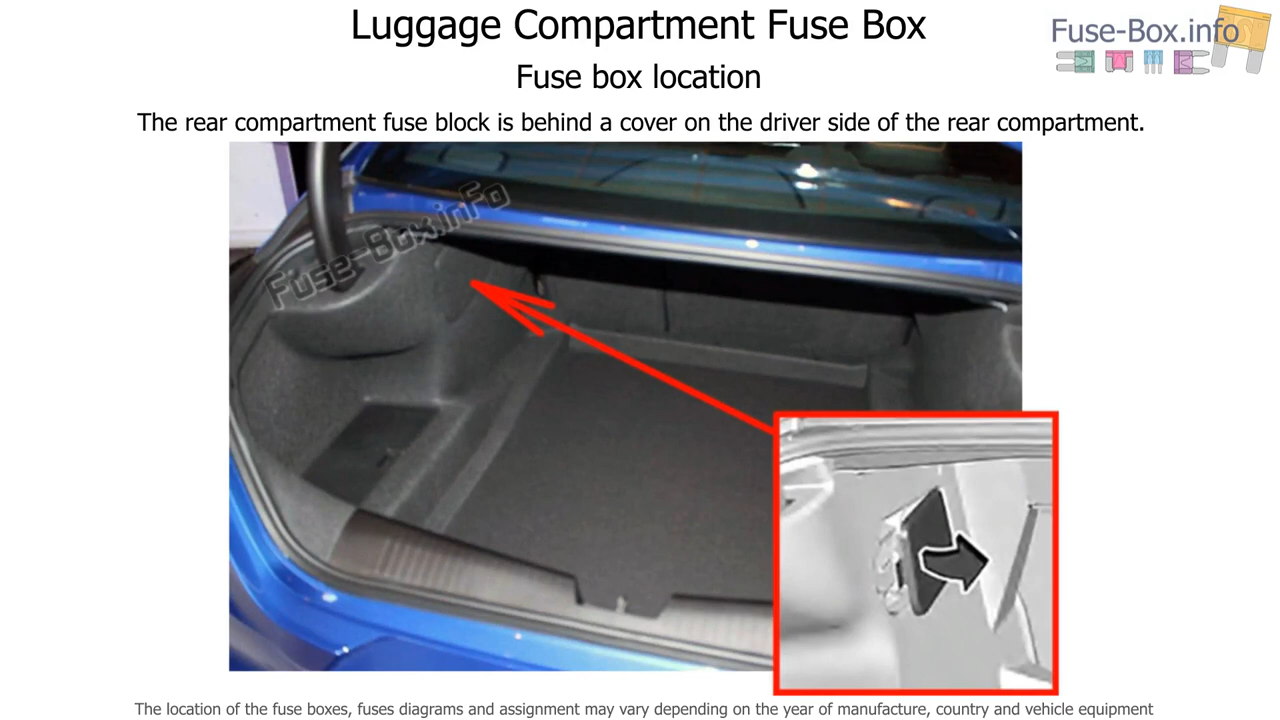 Luggage Compartment Fuse Box
Fuse-Box.info
Fuse box location
The rear compartment fuse block is behind a cover on the driver side of the rear compartment.
Fuse-Box.inFo
The location of the fuse boxes, fuses diagrams and assignment may vary depending on the year of manufacture, country and vehicle equipment